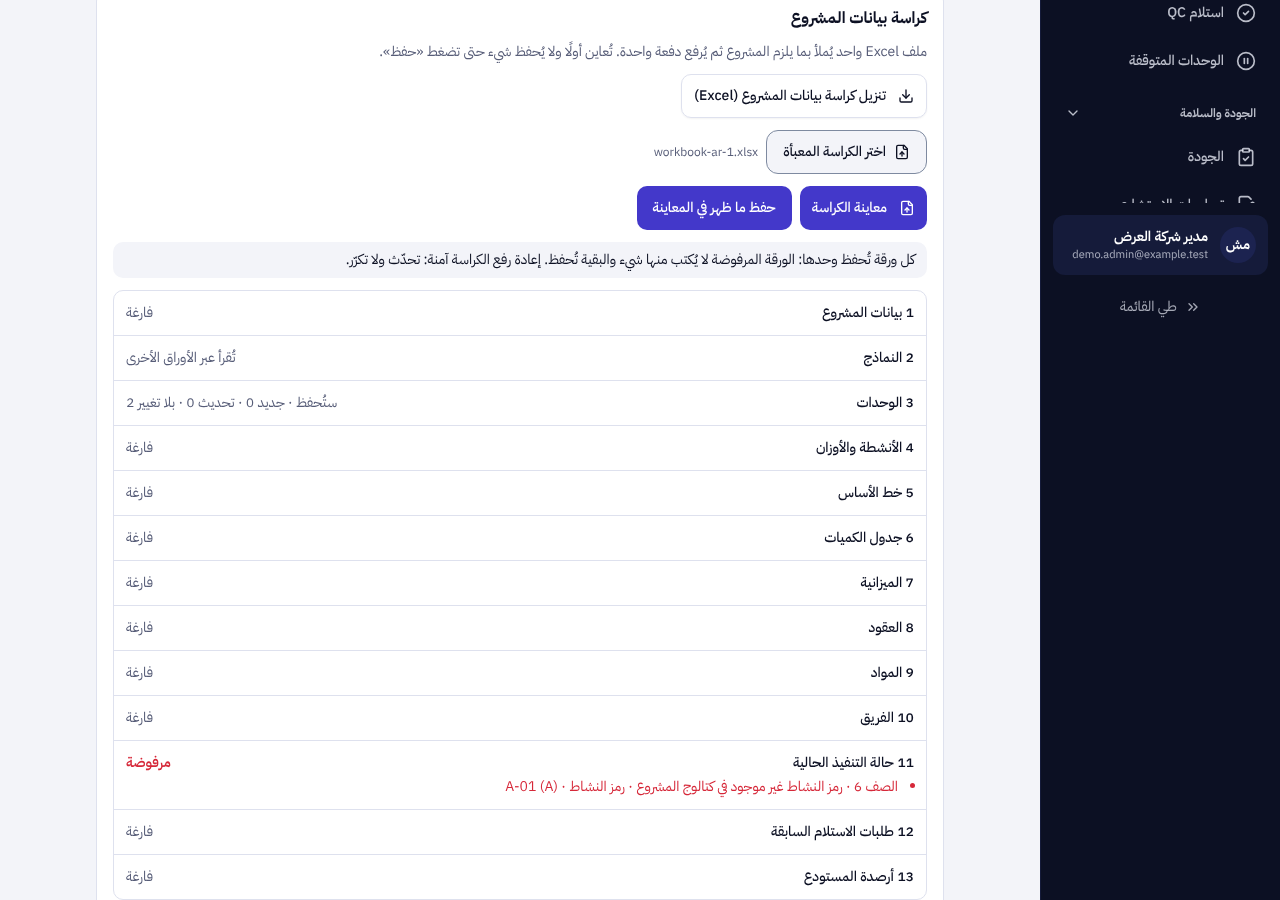 كراسة بيانات المشروع
ملف Excel واحد يُملأ بما يلزم المشروع ثم يُرفع دفعة واحدة. تُعاين أولًا ولا يُحفظ شيء حتى تضغط «حفظ».
تنزيل كراسة بيانات المشروع (Excel)
اختر الكراسة المعبأة
workbook-ar-1.xlsx
معاينة الكراسة
حفظ ما ظهر في المعاينة
كل ورقة تُحفظ وحدها: الورقة المرفوضة لا يُكتب منها شيء والبقية تُحفظ. إعادة رفع الكراسة آمنة: تحدّث ولا تكرّر.
1 بيانات المشروع
فارغة
2 النماذج
تُقرأ عبر الأوراق الأخرى
3 الوحدات
ستُحفظ · جديد 0 · تحديث 0 · بلا تغيير 2
4 الأنشطة والأوزان
فارغة
5 خط الأساس
فارغة
6 جدول الكميات
فارغة
7 الميزانية
فارغة
8 العقود
فارغة
9 المواد
فارغة
10 الفريق
فارغة
11 حالة التنفيذ الحالية
مرفوضة
الصف 6 · رمز النشاط غير موجود في كتالوج المشروع · رمز النشاط · A-01 (A)
12 طلبات الاستلام السابقة
فارغة
13 أرصدة المستودع
فارغة
استلام QC
الوحدات المتوقفة
الجودة والسلامة
الجودة
مش
مدير شركة العرض
demo.admin@example.test
طي القائمة